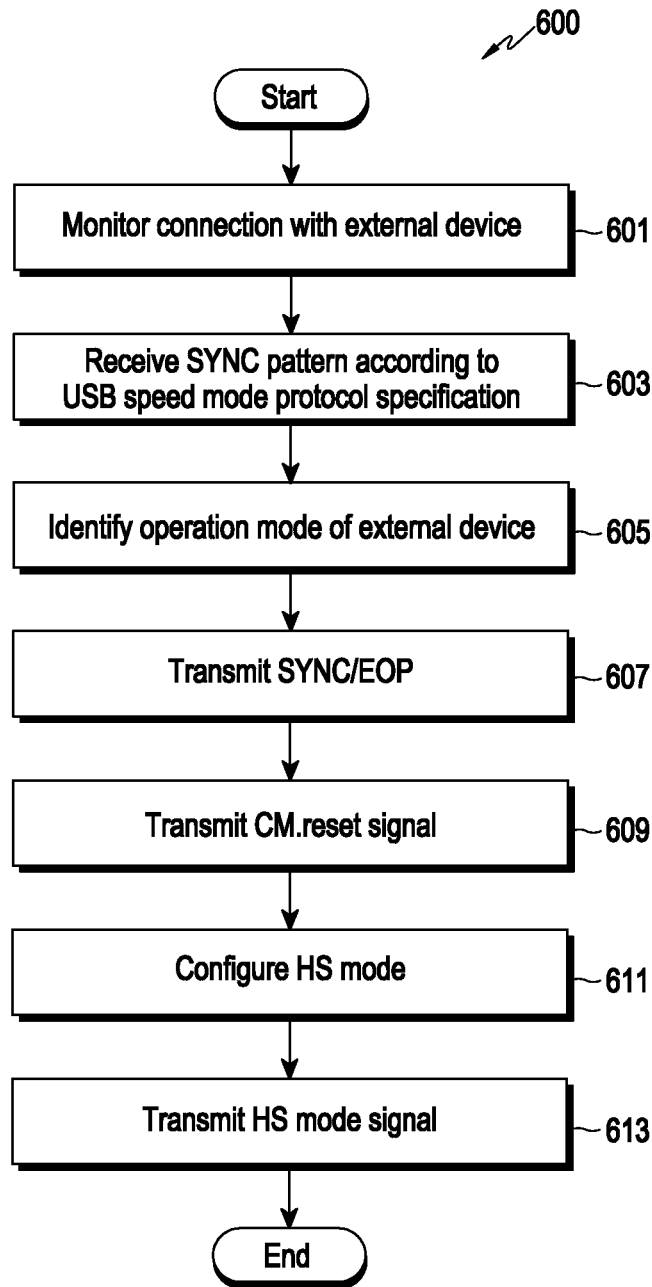 600
Start
Monitor connection with external device
601
Receive SYNC pattern according to
USB speed mode protocol specification
603
Identify operation mode of external device
605
Transmit SYNC/EOP
607
Transmit CM.reset signal
609
Configure HS mode
611
Transmit HS mode signal
613
End